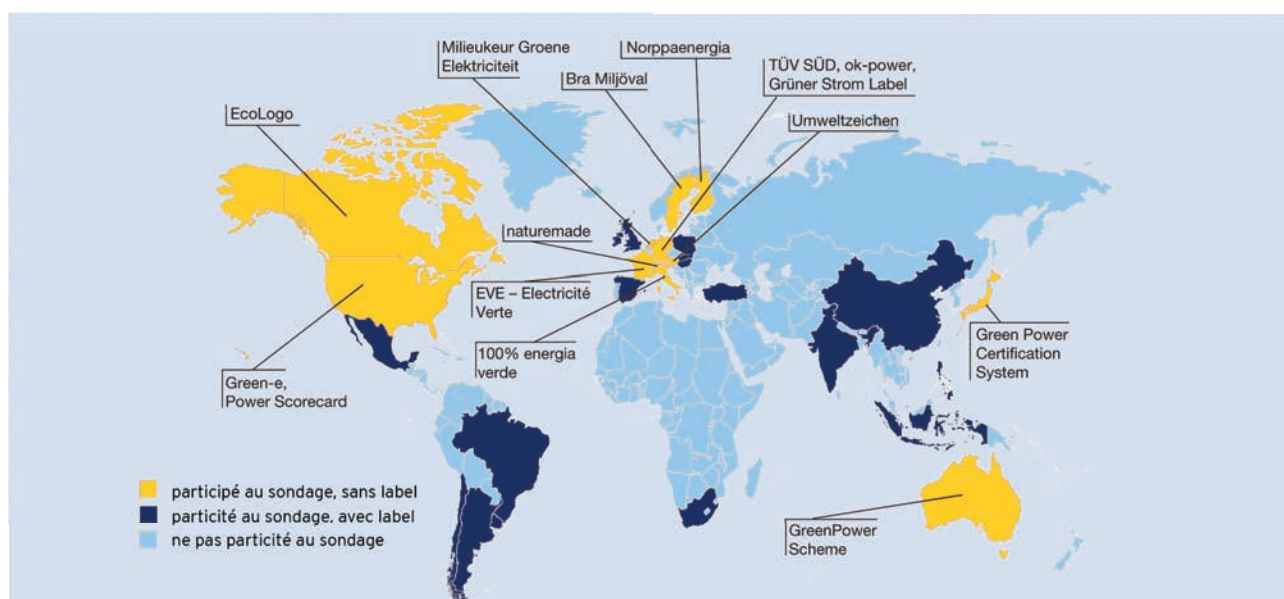 Milieukeur Groene
Elektriciteit
Norppaenergia
Bra Miljöval
TÜV SÜD, ok-power,
Grüner Strom Label
EcoLogo
Umweltzeichen
naturemade
EVE – Electricité
Verte
100% energia
verde
Green Power
Certification
System
Green-e,
Power Scorecard
GreenPower
Scheme
participé au sondage, sans label
particité au sondage, avec label
ne pas particité au sondage